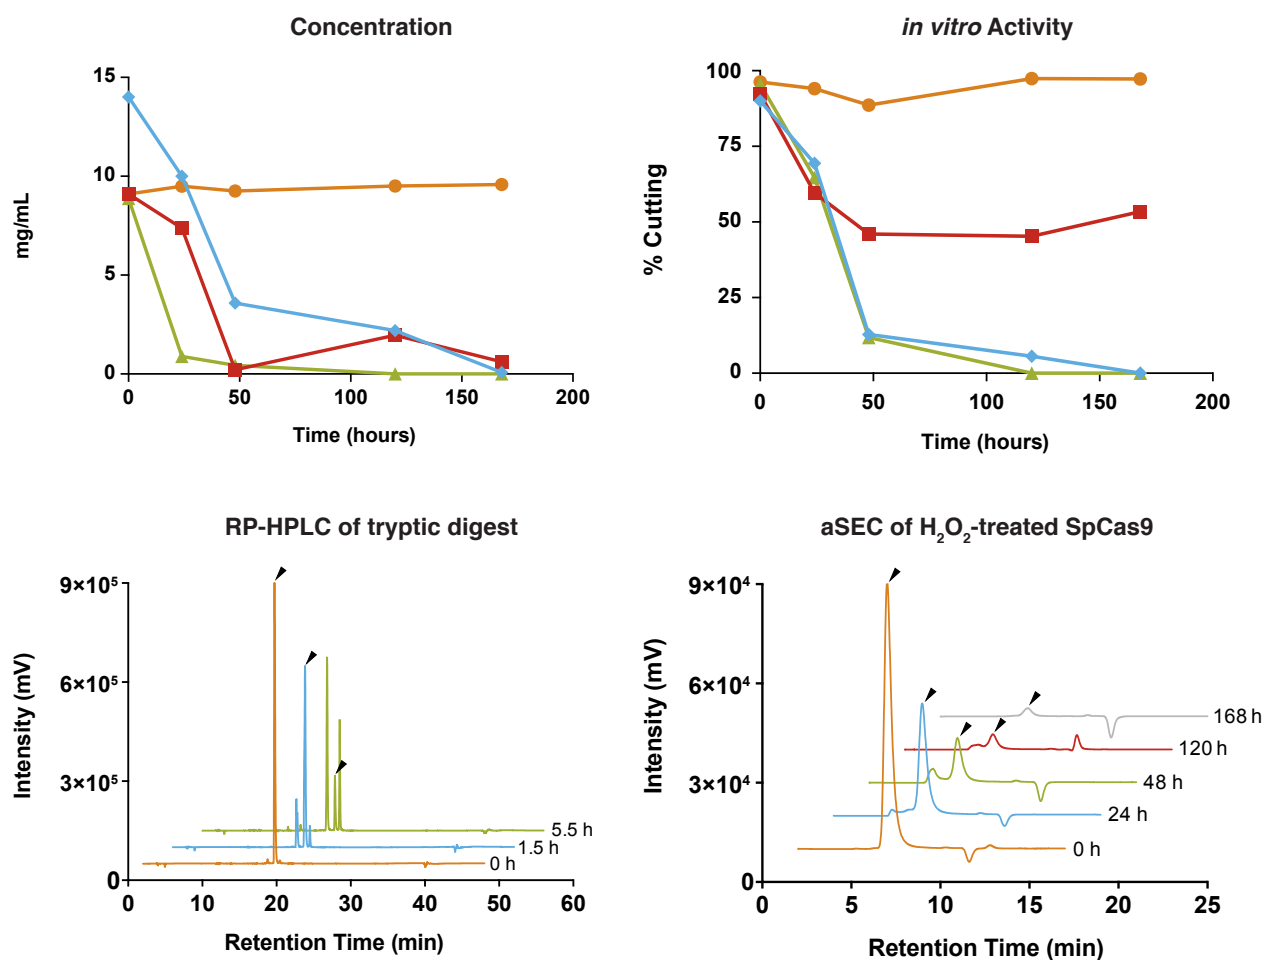 Concentration
15
10
5
0
mg/mL
0
50
100
150
200
Time (hours)
in vitro Activity
100
75
50
25
0
% Cutting
0
50
100
150
200
Time (hours)
RP-HPLC of tryptic digest
9×10⁵
6×10⁵
3×10⁵
0
Intensity (mV)
5.5 h
1.5 h
0 h
0
10
20
30
40
50
60
Retention Time (min)
aSEC of H₂O₂-treated SpCas9
9×10⁴
6×10⁴
3×10⁴
0
Intensity (mV)
168 h
120 h
48 h
24 h
0 h
0
5
10
15
20
25
Retention Time (min)